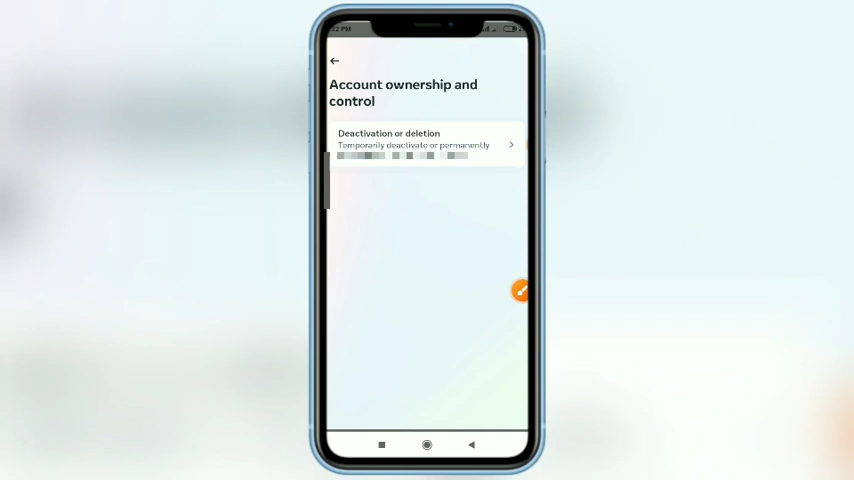 Account ownership and
control
Deactivation or deletion
Temporarily deactivate or permanently